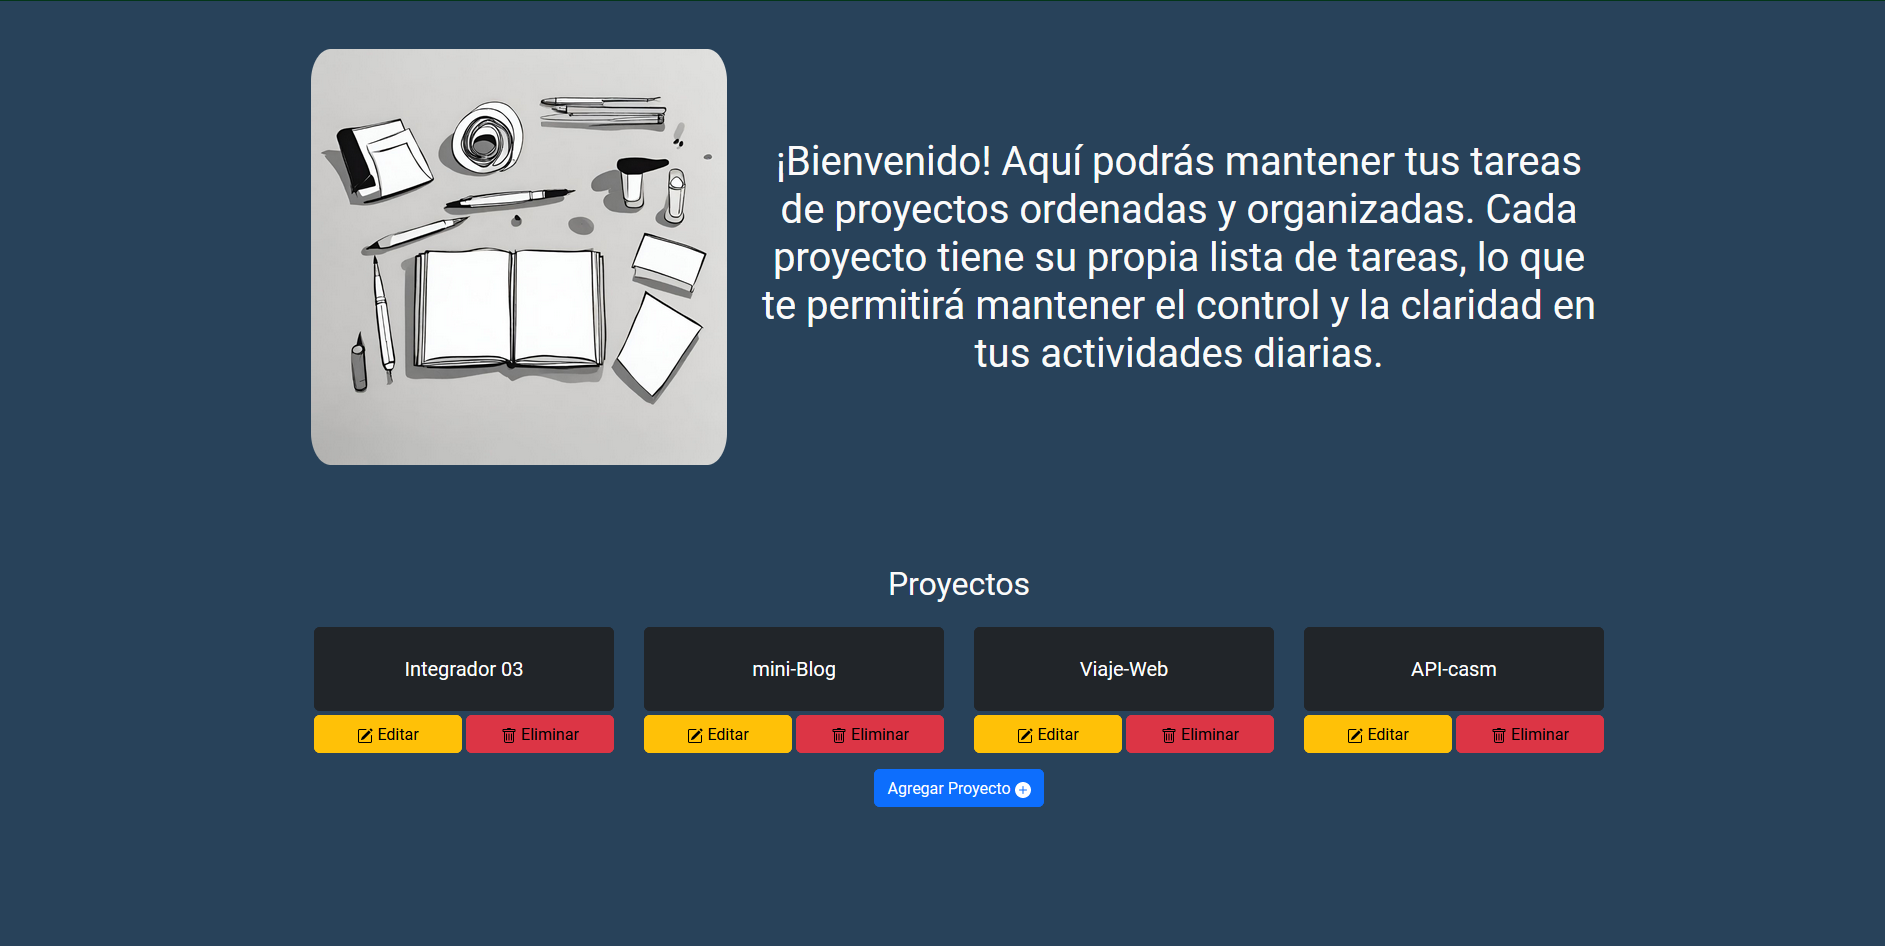 ¡Bienvenido! Aquí podrás mantener tus tareas
de proyectos ordenadas y organizadas. Cada
proyecto tiene su propia lista de tareas, lo que
te permitirá mantener el control y la claridad en
tus actividades diarias.
Proyectos
Integrador 03
mini-Blog
Viaje-Web
API-casm
Editar
Eliminar
Editar
Eliminar
Editar
Eliminar
Editar
Eliminar
Agregar Proyecto